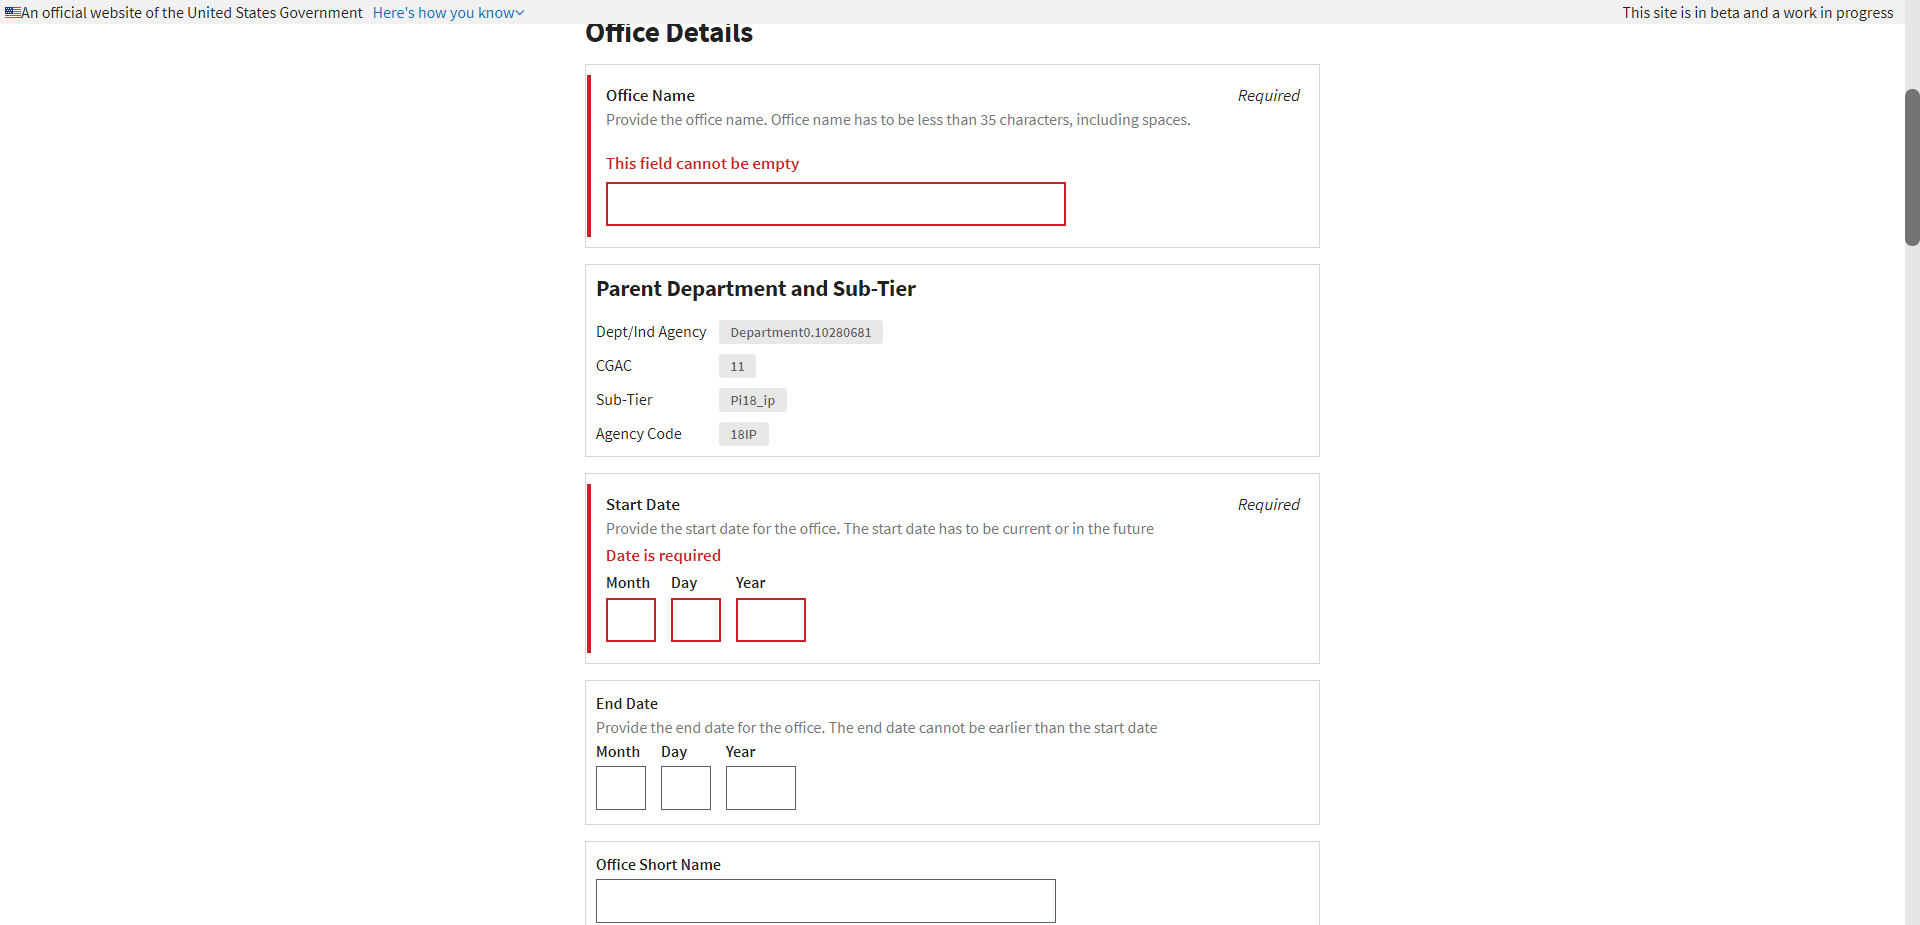 An official website of the United States Government Here's how you know
This site is in beta and a work in progress
Office Details
Office Name
Required
Provide the office name. Office name has to be less than 35 characters, including spaces.
This field cannot be empty
Parent Department and Sub-Tier
Dept/Ind Agency Department0.10280681
CGAC 11
Sub-Tier Pi18_ip
Agency Code 18IP
Start Date
Required
Provide the start date for the office. The start date has to be current or in the future
Date is required
Month Day Year
End Date
Provide the end date for the office. The end date cannot be earlier than the start date
Month Day Year
Office Short Name